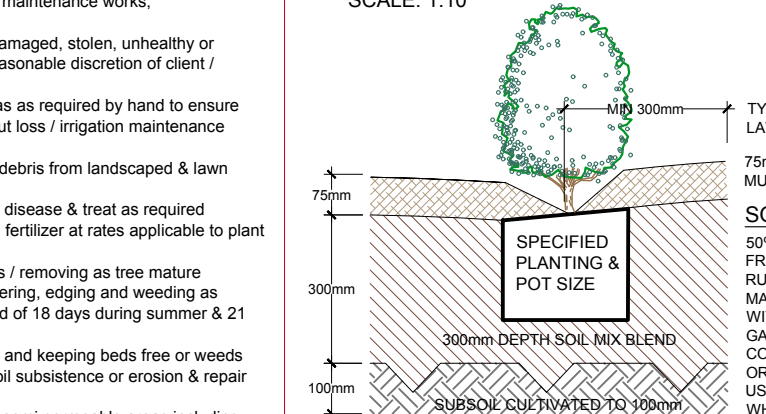 maintenance works,
amaged, stolen, unhealthy or
asonable discretion of client /
as as required by hand to ensure
ut loss / irrigation maintenance
debris from landscaped & lawn
disease & treat as required
fertilizer at rates applicable to plant
s / removing as tree mature
ering, edging and weeding as
d of 18 days during summer & 21
and keeping beds free or weeds
oil subsistence or erosion & repair
SCALE: 1:10
MIN 300mm
TY
LA
75m
MU
75mm
SPECIFIED
PLANTING &
POT SIZE
300mm
300mm DEPTH SOIL MIX BLEND
100mm
SUBSOIL CULTIVATED TO 100mm
SO
50%
FR
RU
MA
WIT
GA
CO
OR
US